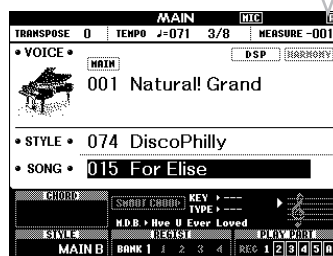 MAIN MIC
TRANSPOSE 0 TEMPO ♩=071 3/8 MEASURE -001
• VOICE • DSP HARMONY
MAIN
001 Natural! Grand
• STYLE • 074 DiscoPhilly
• SONG • 015 For Elise
CHORD SMART CHORD KEY ▸ ---
TYPE ▸ ---
M.D.B. ▸ Hve U Ever Loved
STYLE REGIST PLAY PART
MAIN B BANK 1 1 2 3 4 REC 1 2 3 4 5